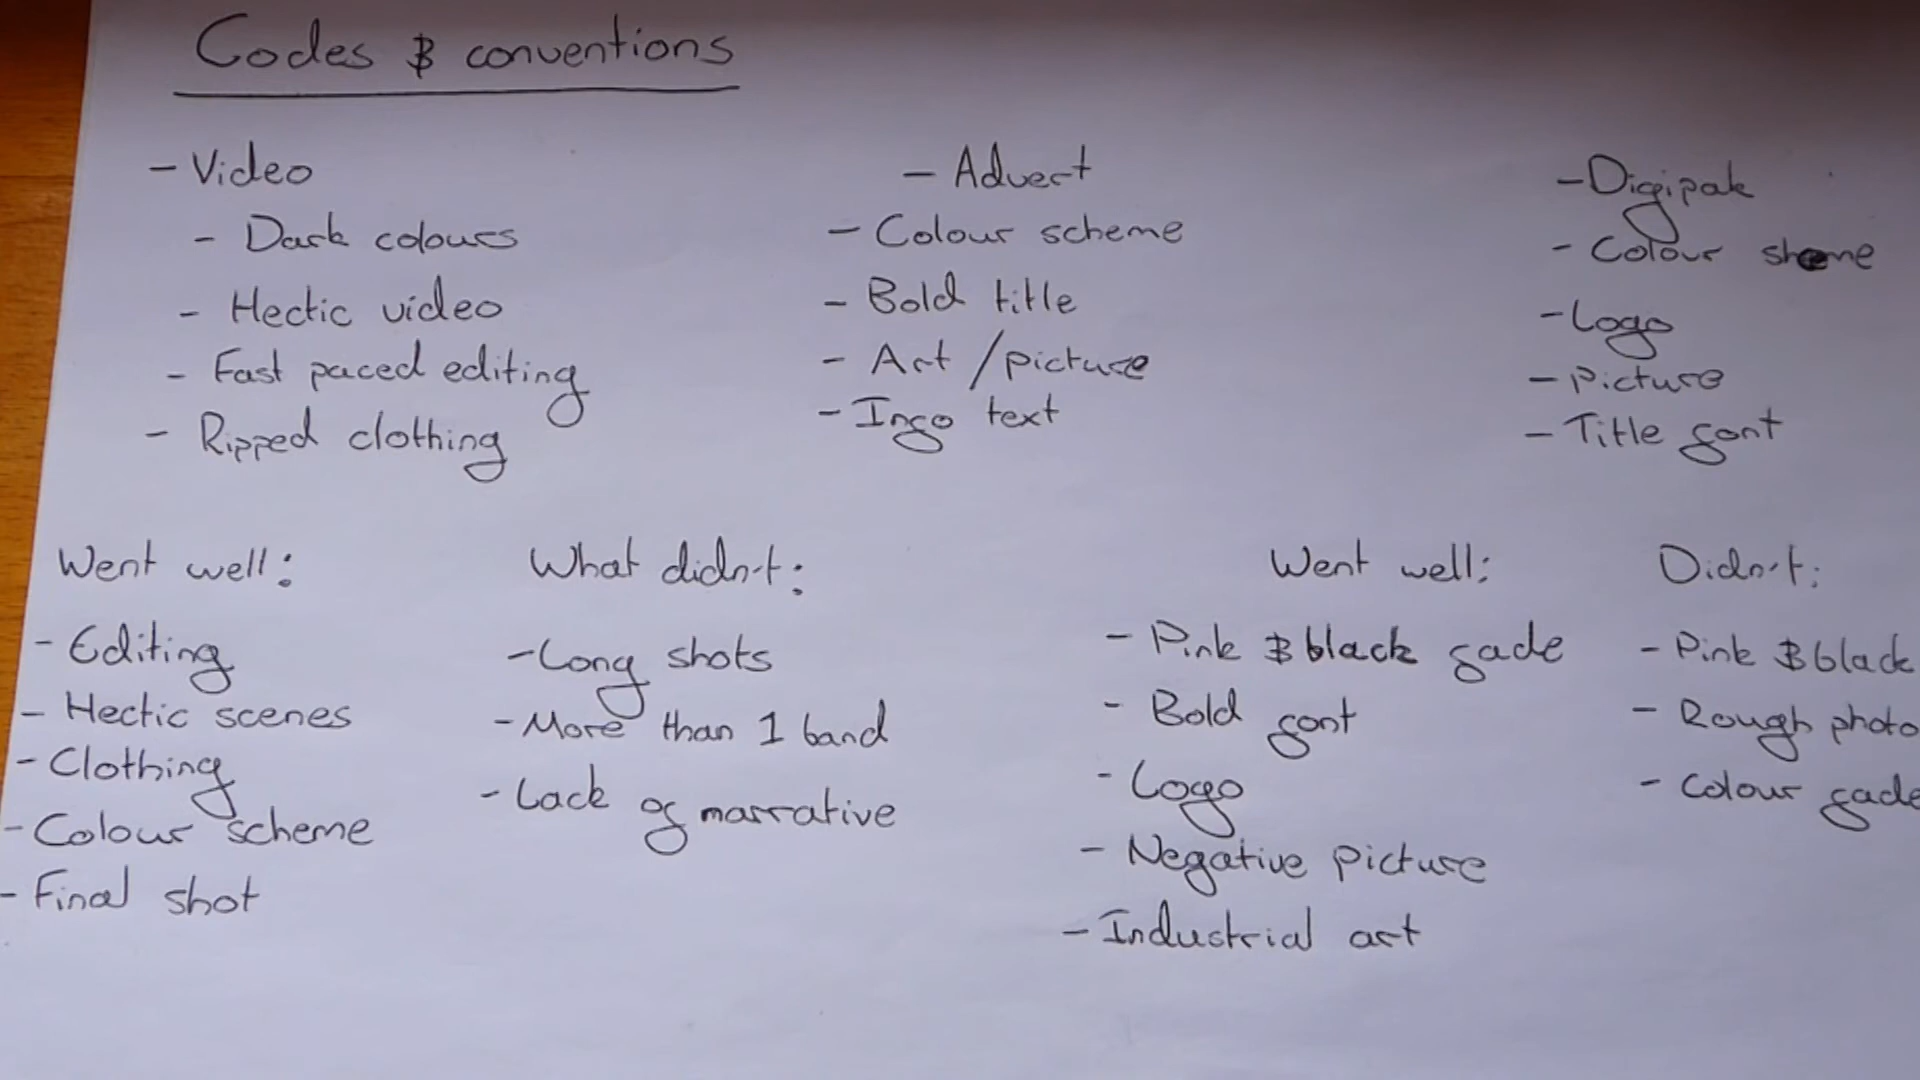 Codes & conventions
- Video
- Dark colours
- Hectic video
- Fast paced editing
- Ripped clothing
- Advert
- Colour scheme
- Bold title
- Art / picture
- Info text
- Digipak
- Colour sheme
- Logo
- Picture
- Title font
Went well:
- Editing
- Hectic scenes
- Clothing
- Colour scheme
- Final shot
What didn't:
- Long shots
- More than 1 band
- Lack of narrative
Went well:
- Pink & black fade
- Bold font
- Logo
- Negative picture
- Industrial art
Didn't:
- Pink & black
- Rough photo
- Colour fade